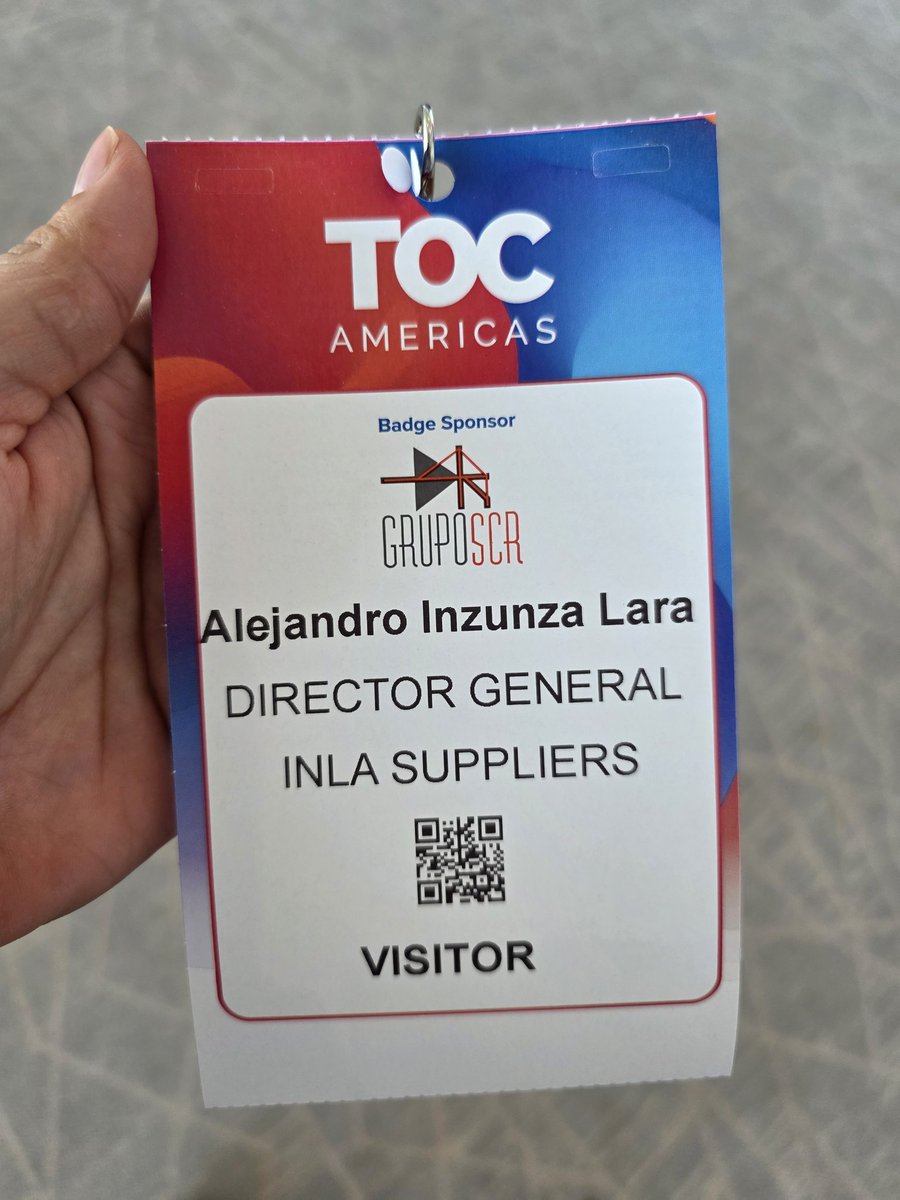 TOC
AMERICAS
Badge Sponsor
GRUPOSCR
Alejandro Inzunza Lara
DIRECTOR GENERAL
INLA SUPPLIERS
VISITOR